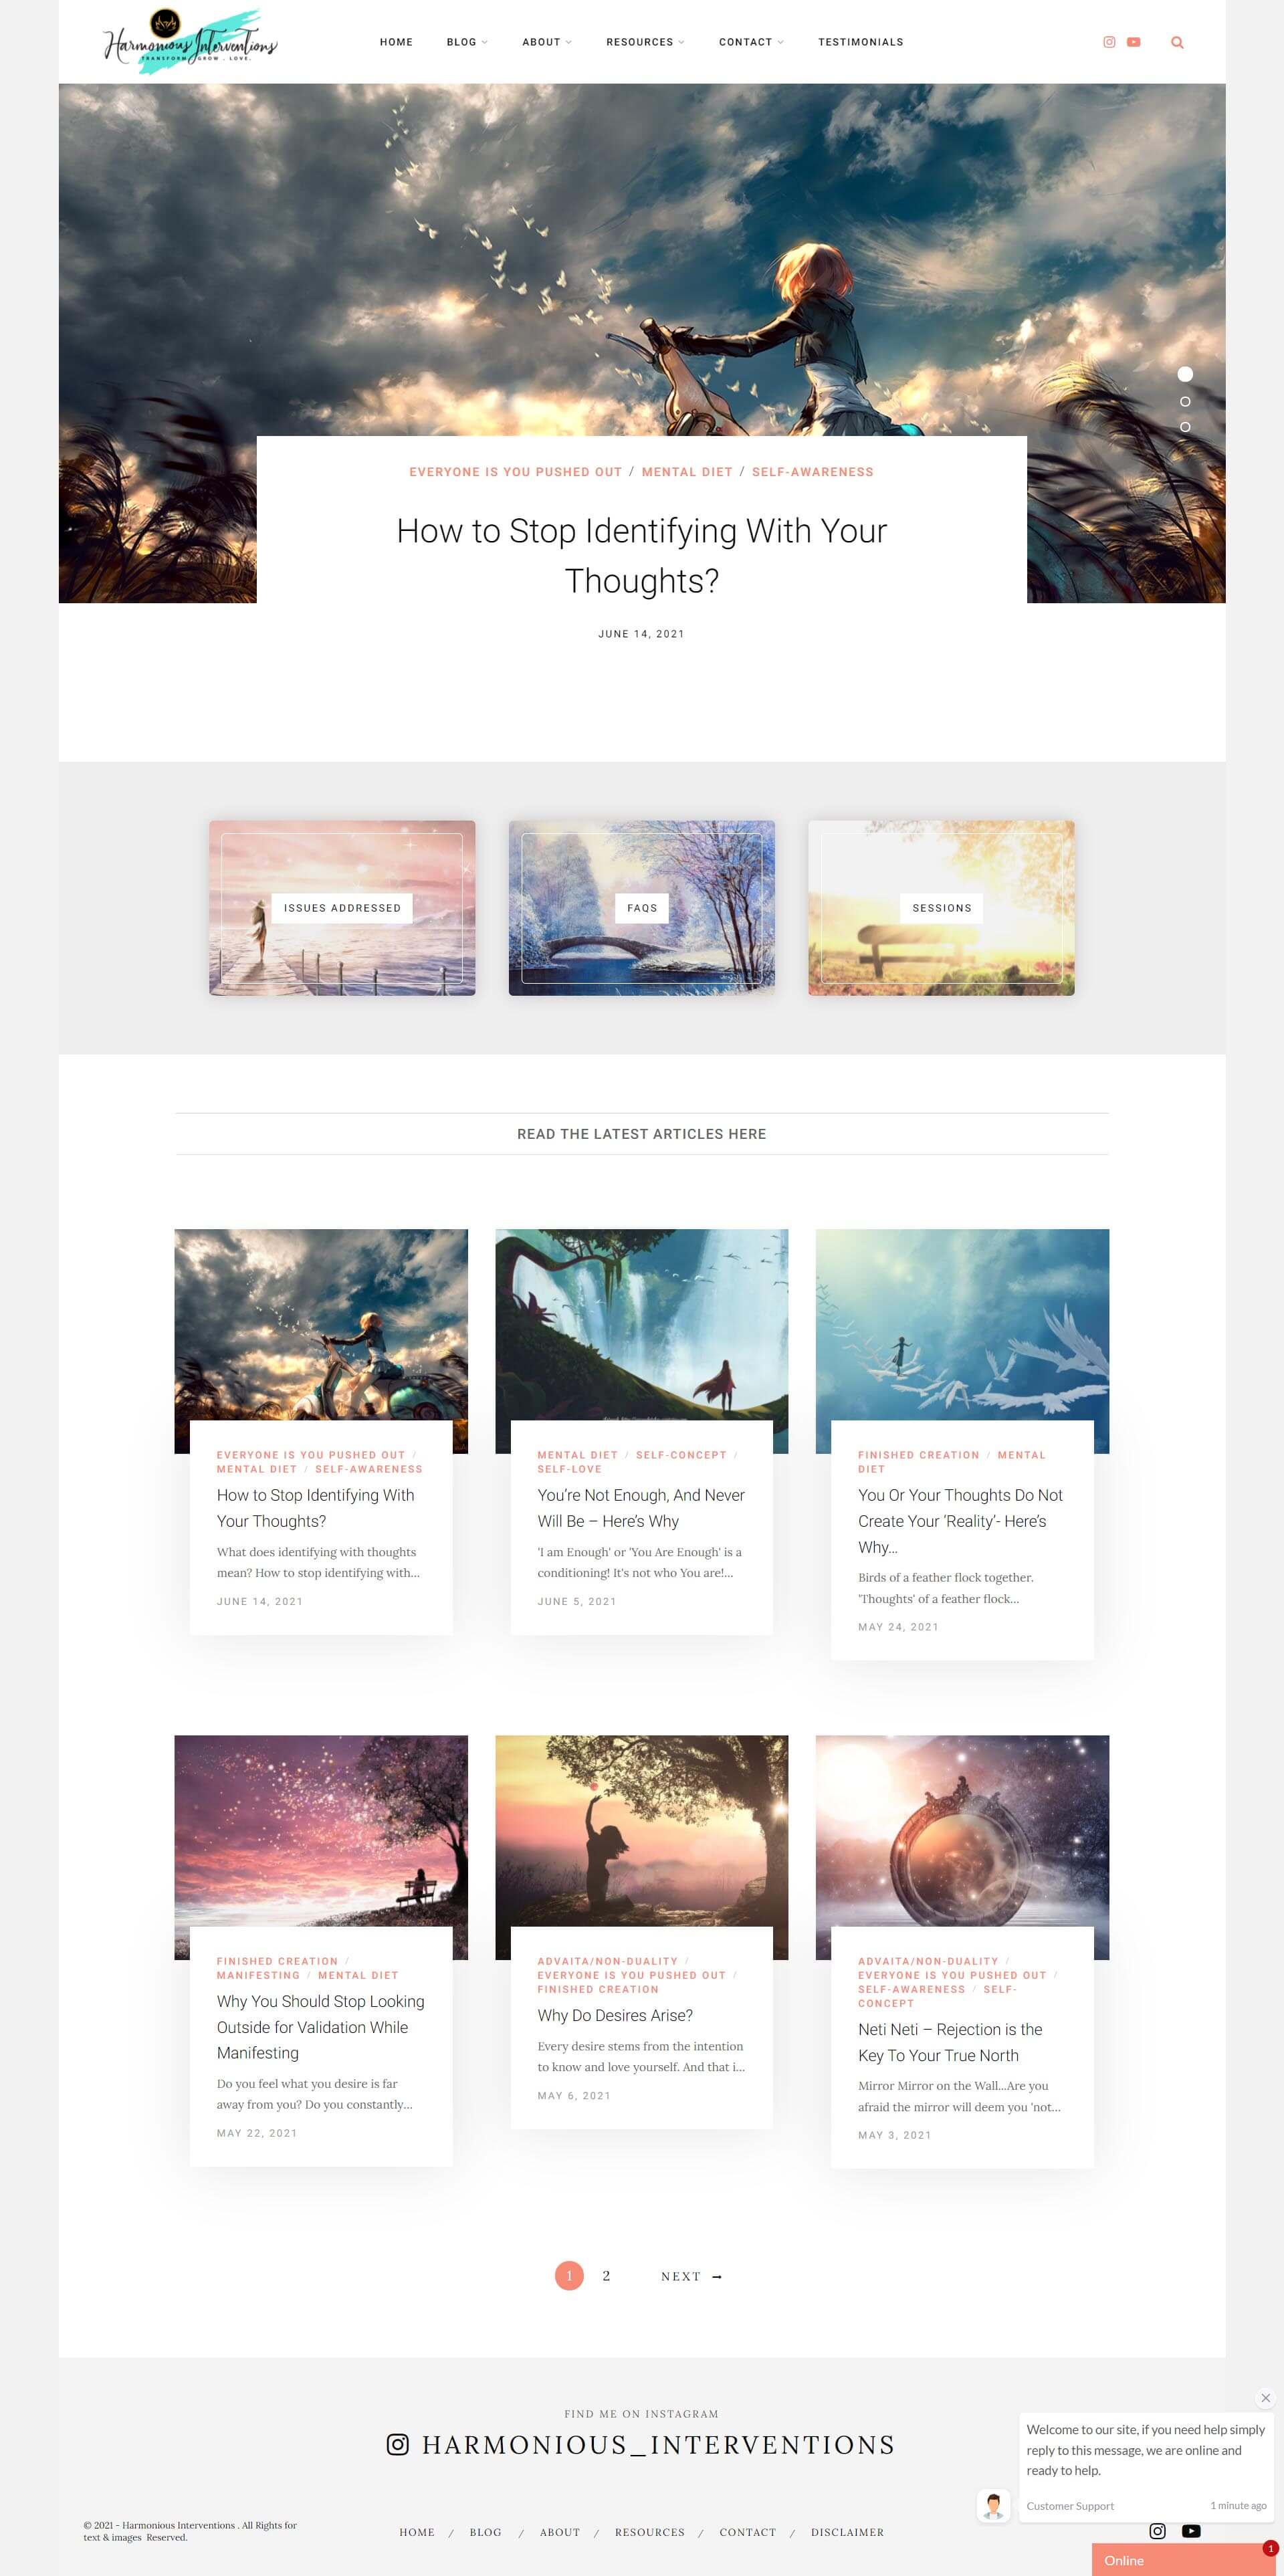 Harmonious Interventions
TRANSFORM . GROW . LOVE.
HOME BLOG ABOUT RESOURCES CONTACT TESTIMONIALS
EVERYONE IS YOU PUSHED OUT / MENTAL DIET / SELF-AWARENESS
How to Stop Identifying With Your
Thoughts?
JUNE 14, 2021
ISSUES ADDRESSED
FAQS
SESSIONS
READ THE LATEST ARTICLES HERE
EVERYONE IS YOU PUSHED OUT /
MENTAL DIET / SELF-AWARENESS
How to Stop Identifying With
Your Thoughts?
What does identifying with thoughts
mean? How to stop identifying with...
JUNE 14, 2021
MENTAL DIET / SELF-CONCEPT /
SELF-LOVE
You’re Not Enough, And Never
Will Be – Here’s Why
'I am Enough' or 'You Are Enough' is a
conditioning! It's not who You are!...
JUNE 5, 2021
FINISHED CREATION / MENTAL
DIET
You Or Your Thoughts Do Not
Create Your ‘Reality’- Here’s
Why...
Birds of a feather flock together.
'Thoughts' of a feather flock...
MAY 24, 2021
FINISHED CREATION /
MANIFESTING / MENTAL DIET
Why You Should Stop Looking
Outside for Validation While
Manifesting
Do you feel what you desire is far
away from you? Do you constantly...
MAY 22, 2021
ADVAITA/NON-DUALITY /
EVERYONE IS YOU PUSHED OUT /
FINISHED CREATION
Why Do Desires Arise?
Every desire stems from the intention
to know and love yourself. And that i...
MAY 6, 2021
ADVAITA/NON-DUALITY /
EVERYONE IS YOU PUSHED OUT /
SELF-AWARENESS / SELF-
CONCEPT
Neti Neti – Rejection is the
Key To Your True North
Mirror Mirror on the Wall...Are you
afraid the mirror will deem you 'not...
MAY 3, 2021
1 2 NEXT →
FIND ME ON INSTAGRAM
HARMONIOUS_INTERVENTIONS
Welcome to our site, if you need help simply
reply to this message, we are online and
ready to help.
Customer Support 1 minute ago
© 2021 - Harmonious Interventions . All Rights for
text & images Reserved.
HOME / BLOG / ABOUT / RESOURCES / CONTACT / DISCLAIMER
1
Online